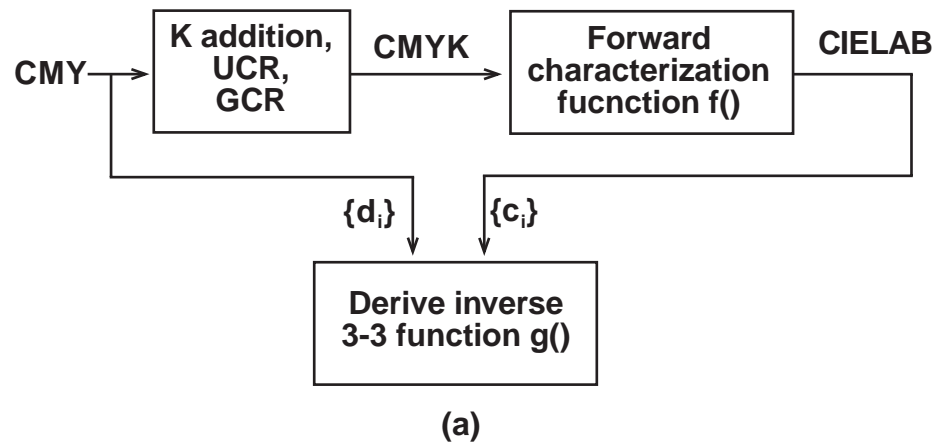 CMY
K addition,
UCR,
GCR
CMYK
Forward
characterization
fucnction f()
CIELAB
{di}
{ci}
Derive inverse
3-3 function g()
(a)